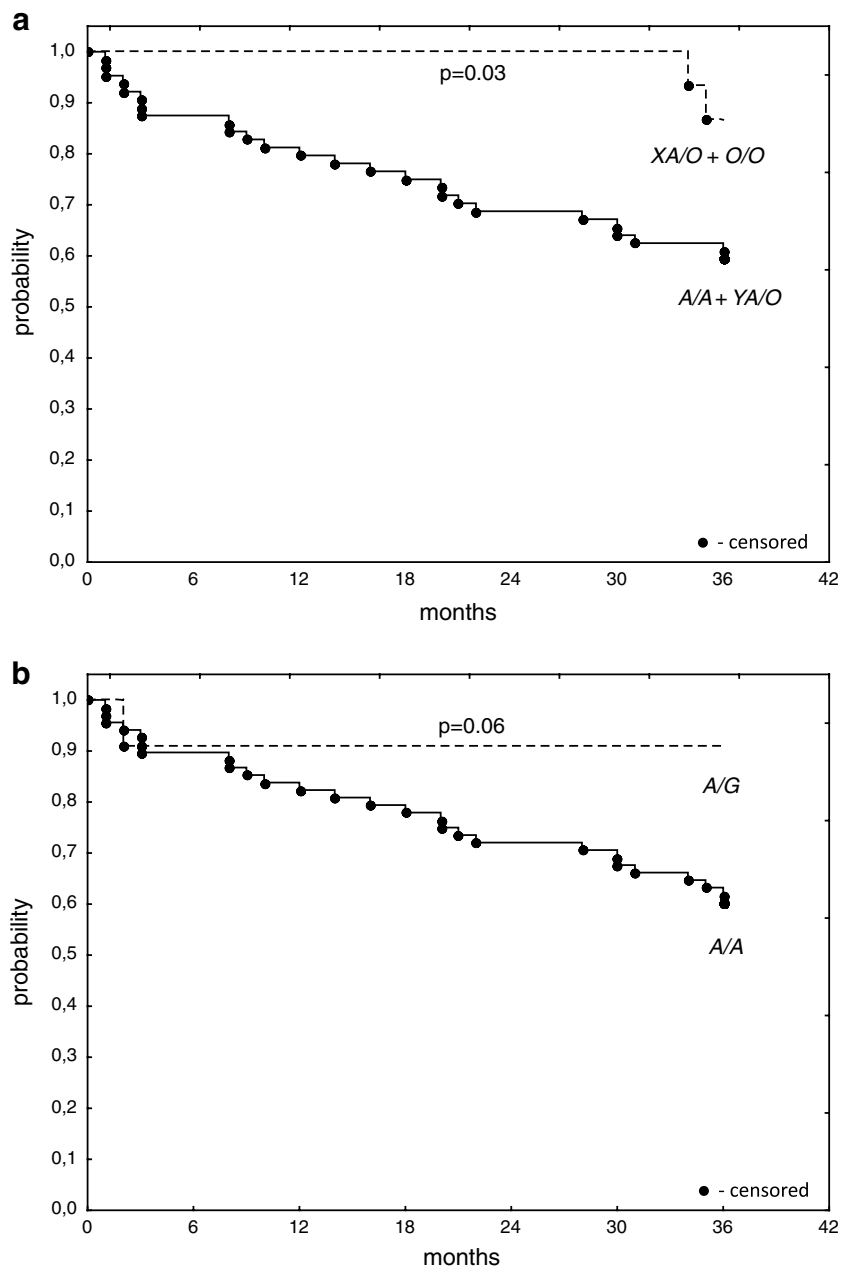 a
1,0
p=0.03
0,9
XA/O + O/O
0,8
0,7
0,6
A/A + YA/O
0,5
0,4
0,3
0,2
0,1
- censored
0,0
0 6 12 18 24 30 36 42
months
probability
b
1,0
p=0.06
0,9
A/G
0,8
0,7
0,6
A/A
0,5
0,4
0,3
0,2
0,1
- censored
0,0
0 6 12 18 24 30 36 42
months
probability